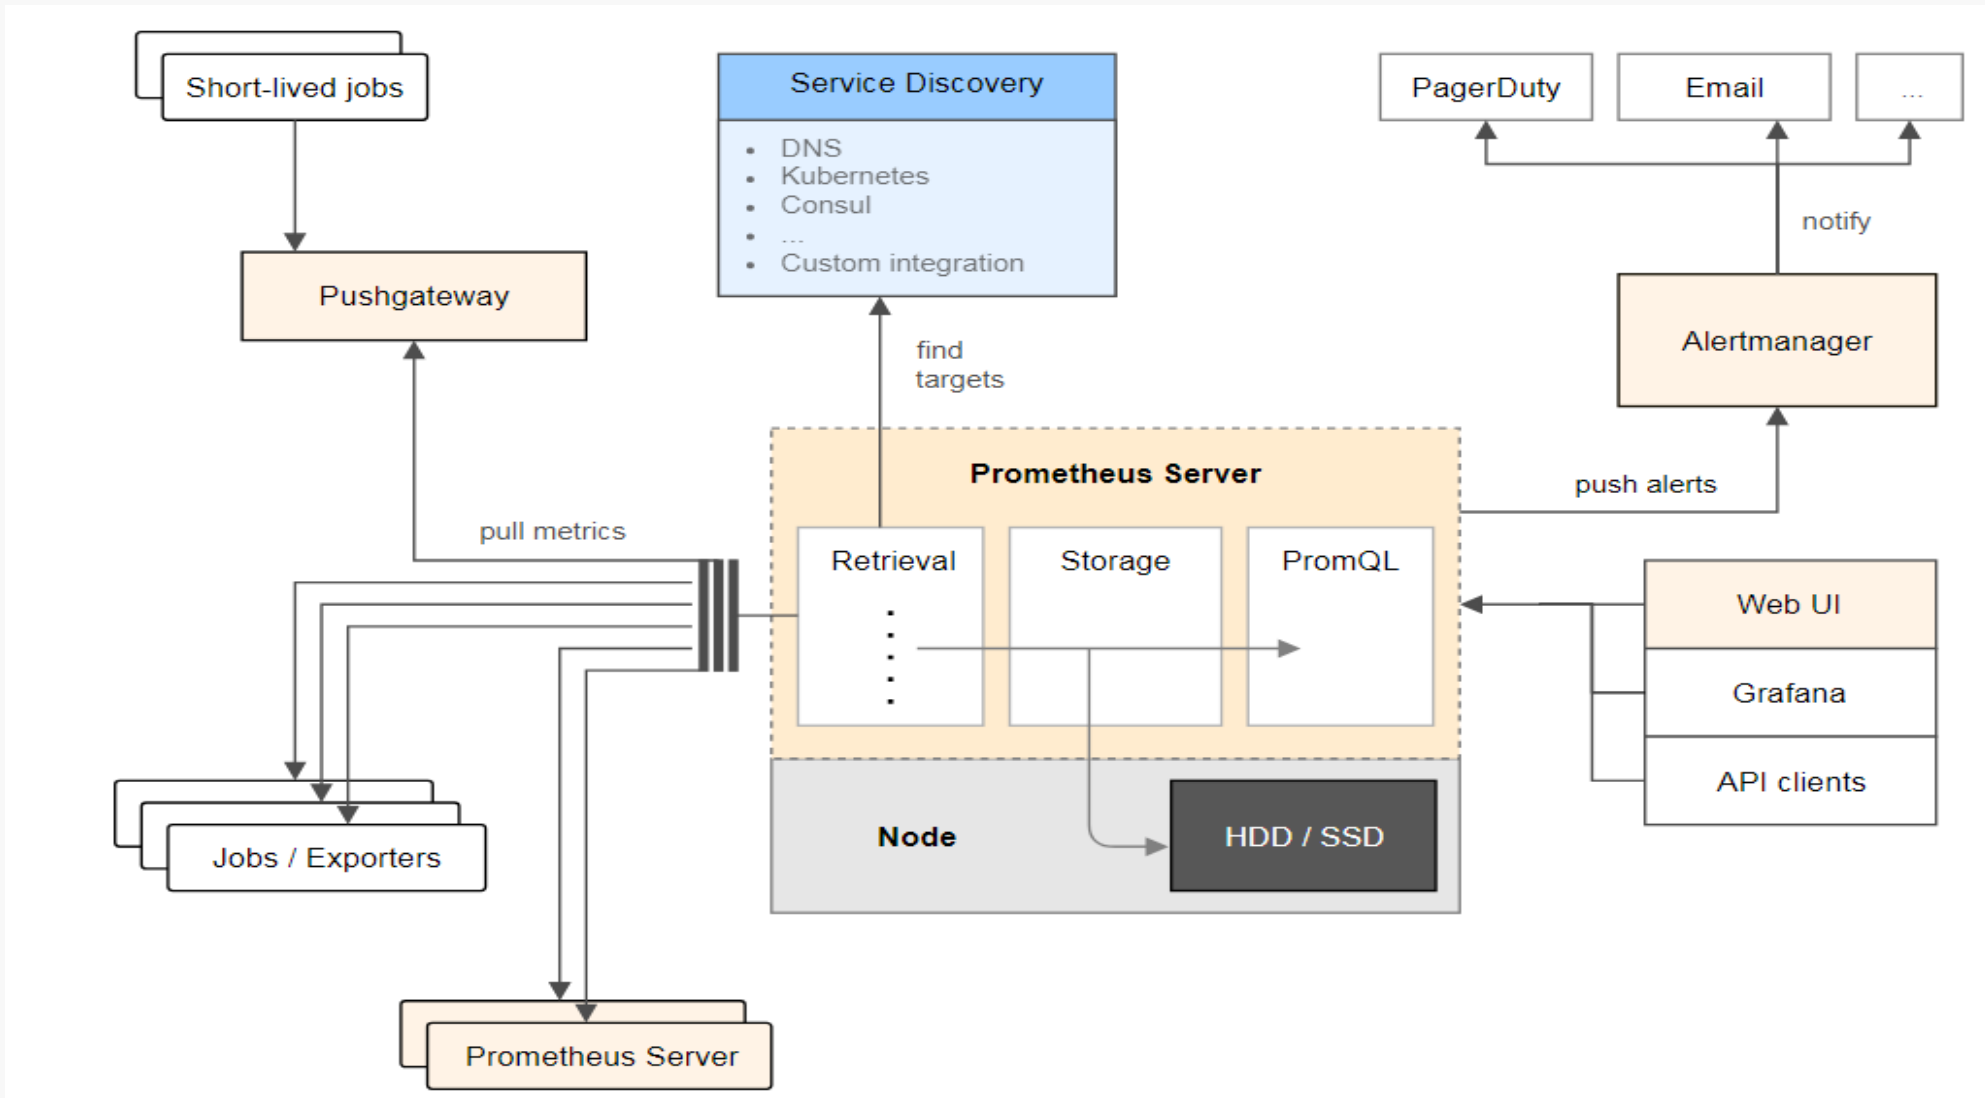 Short-lived jobs
Service Discovery
• DNS
• Kubernetes
• Consul
• ...
• Custom integration
PagerDuty
Email
...
notify
Pushgateway
Alertmanager
find
targets
Prometheus Server
push alerts
pull metrics
Retrieval
Storage
PromQL
Web UI
Grafana
API clients
Node
HDD / SSD
Jobs / Exporters
Prometheus Server